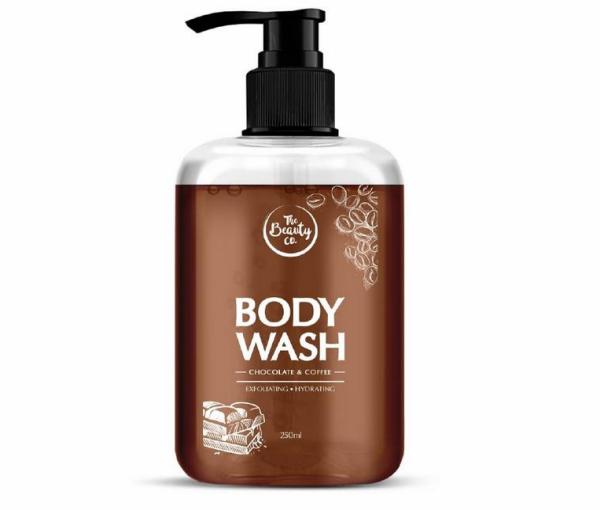 The
Beauty
CO.
BODY
WASH
CHOCOLATE & COFFEE
EXFOLIATING • HYDRATING
250ml